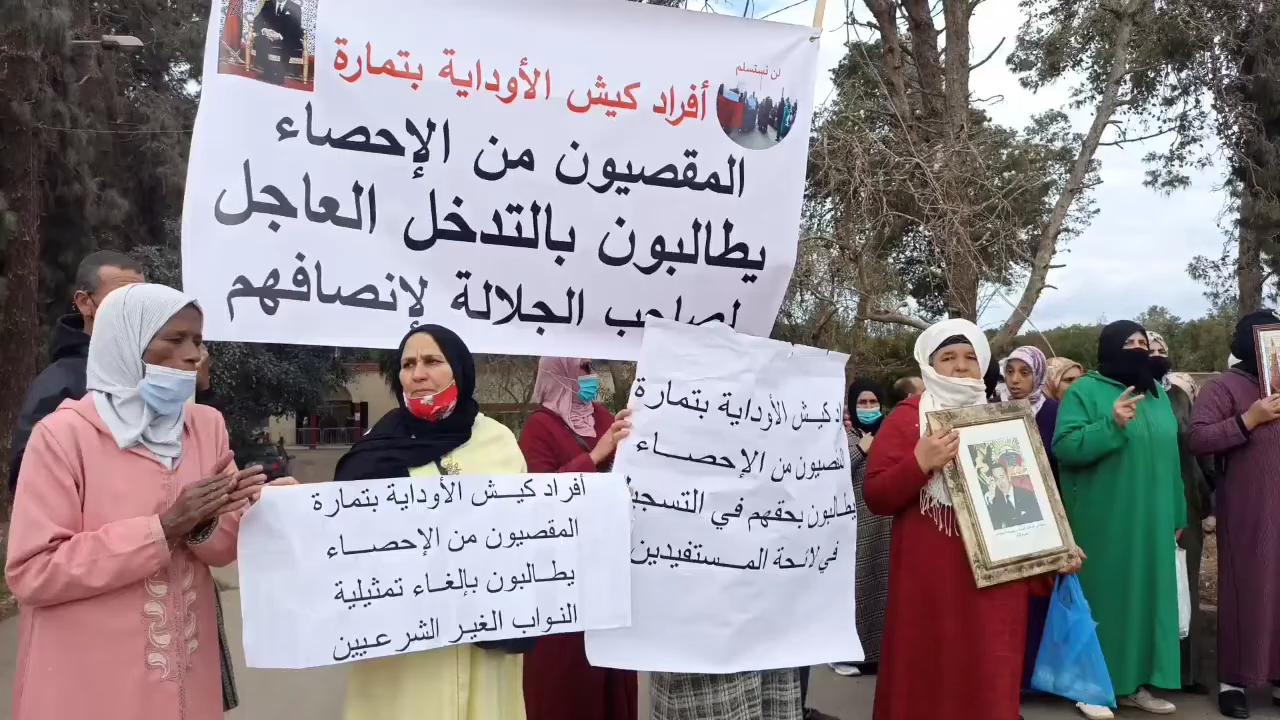 لن نستسلم
أفراد كيش الأوداية بتمارة
المقصيون من الإحصاء
يطالبون بالتدخل العاجل
لصاحب الجلالة لإنصافهم
أفراد كيش الأوداية بتمارة
المقصيون من الإحصاء
يطالبون بإلغاء تمثيلية
النواب الغير الشرعيين
كيش الأوداية بتمارة
المقصيون من الإحصاء
يطالبون بحقهم في التسجيل
في لائحة المستفيدين